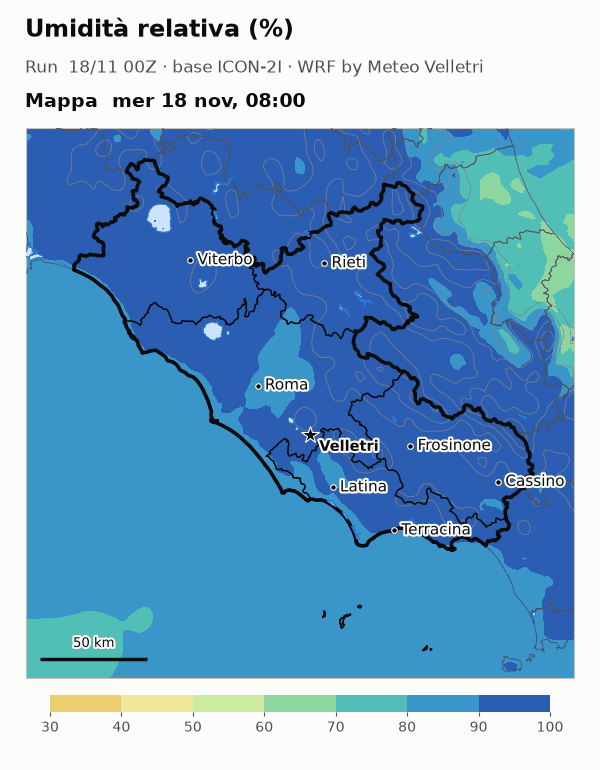 Umidità relativa (%)
Run  18/11 00Z · base ICON-2I · WRF by Meteo Velletri
Mappa  mer 18 nov, 08:00
Viterbo
Rieti
Roma
Velletri
Frosinone
Cassino
Latina
Terracina
50 km
30 40 50 60 70 80 90 100